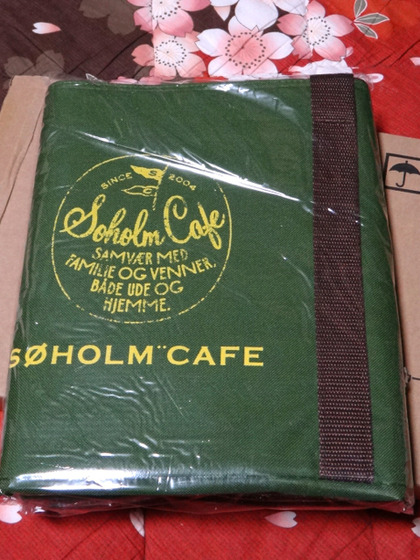 SINCE 2004
Soholm Cafe
SAMVÆR MED
FAMILIE OG VENNER,
BÅDE UDE OG
HJEMME.
SØHOLM¨CAFE